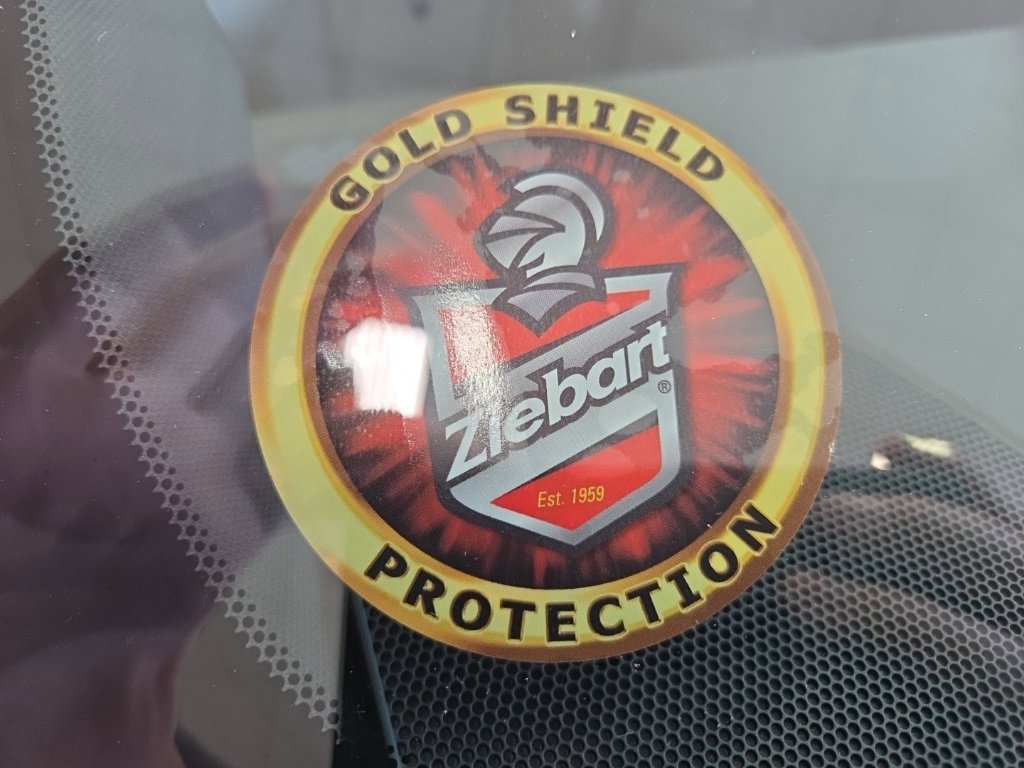 GOLD SHIELD
Ziebart®
Est. 1959
PROTECTION